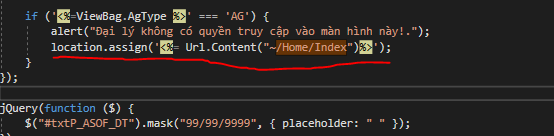 if ('<%=ViewBag.AgType %>' === 'AG') {
alert("Đại lý không có quyền truy cập vào màn hình này!.");
location.assign('<%= Url.Content("~/Home/Index")%>');
}
});
jQuery(function ($) {
$("#txtP_ASOF_DT").mask("99/99/9999", { placeholder: " " });